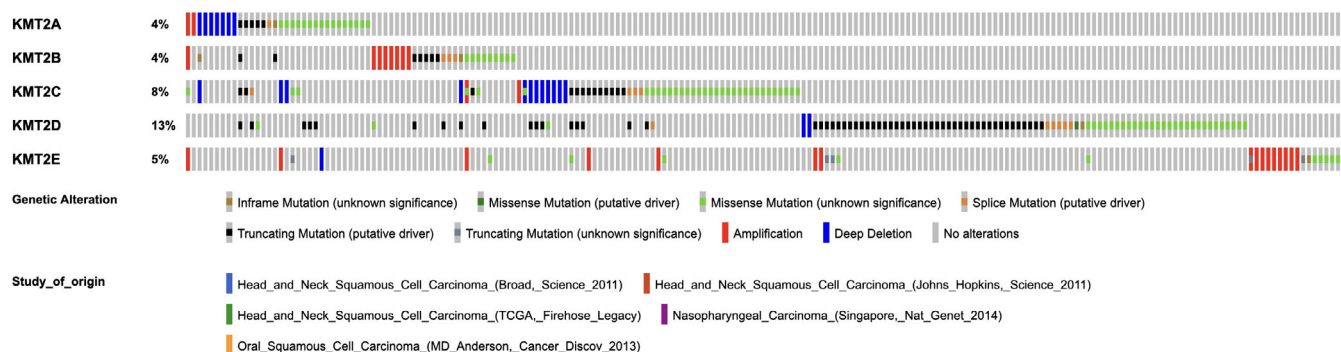 KMT2A 4%
KMT2B 4%
KMT2C 8%
KMT2D 13%
KMT2E 5%
Genetic Alteration Inframe Mutation (unknown significance) Missense Mutation (putative driver) Missense Mutation (unknown significance) Splice Mutation (putative driver)
Truncating Mutation (putative driver) Truncating Mutation (unknown significance) Amplification Deep Deletion No alterations
Study_of_origin Head_and_Neck_Squamous_Cell_Carcinoma_(Broad,_Science_2011) Head_and_Neck_Squamous_Cell_Carcinoma_(Johns_Hopkins,_Science_2011)
Head_and_Neck_Squamous_Cell_Carcinoma_(TCGA,_Firehose_Legacy) Nasopharyngeal_Carcinoma_(Singapore,_Nat_Genet_2014)
Oral_Squamous_Cell_Carcinoma_(MD_Anderson,_Cancer_Discov_2013)